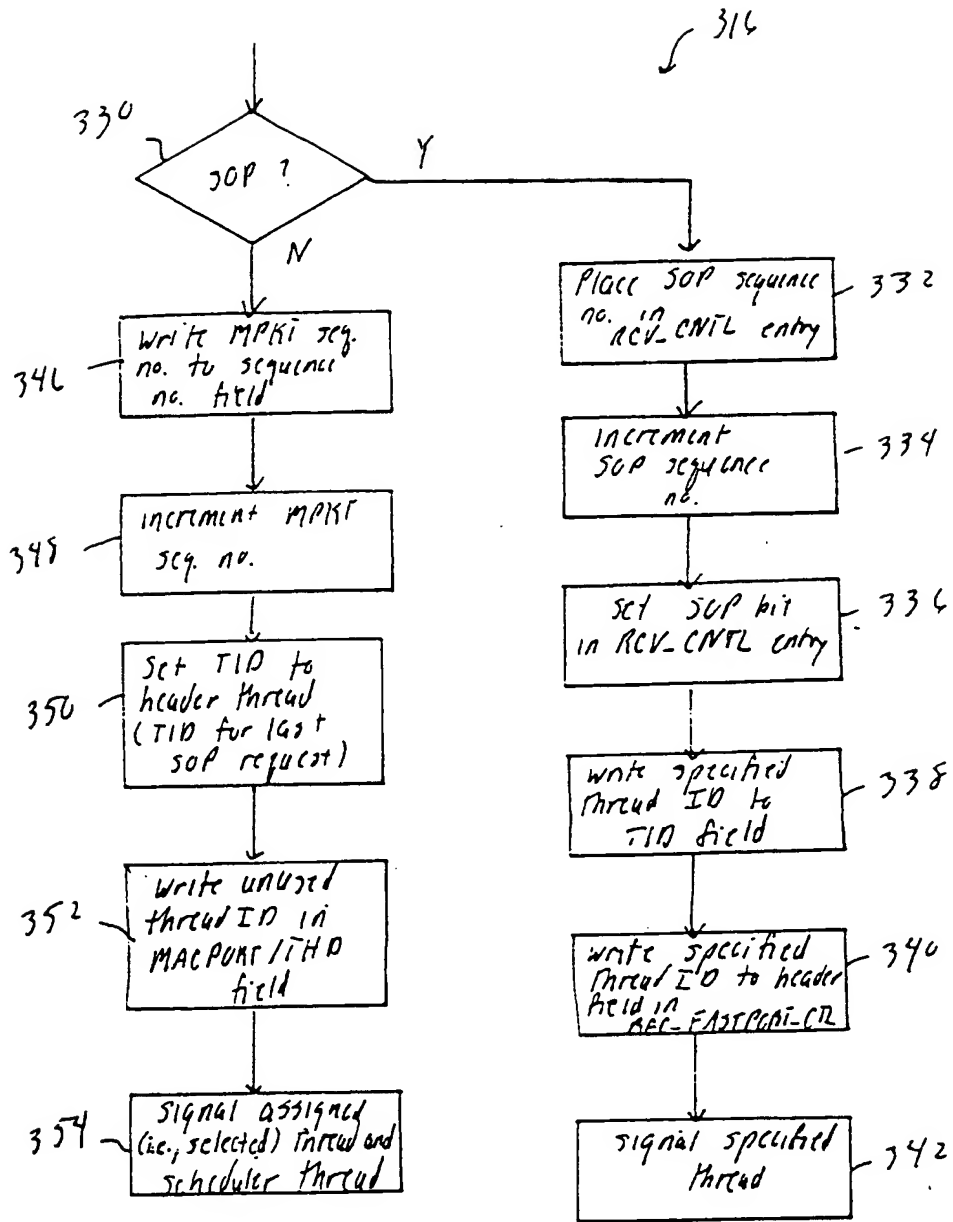 316
330
SOP ?
Y
N
Place SOP sequence
no. in
RCV_CNTL entry
332
increment
SOP sequence
no.
334
set SOP bit
in RCV_CNTL entry
336
write specified
thread ID to
TID field
338
write specified
thread ID to header
field in
REC_FASTPORT_CTL
340
signal specified
thread
342
write MPKT seq.
no. to sequence
no. field
346
increment MPKT
seq. no.
348
set TID to
header thread
(TID for last
SOP request)
350
write unused
thread ID in
MACPORT/THD
field
352
signal assigned
(i.e., selected) thread and
scheduler thread
354